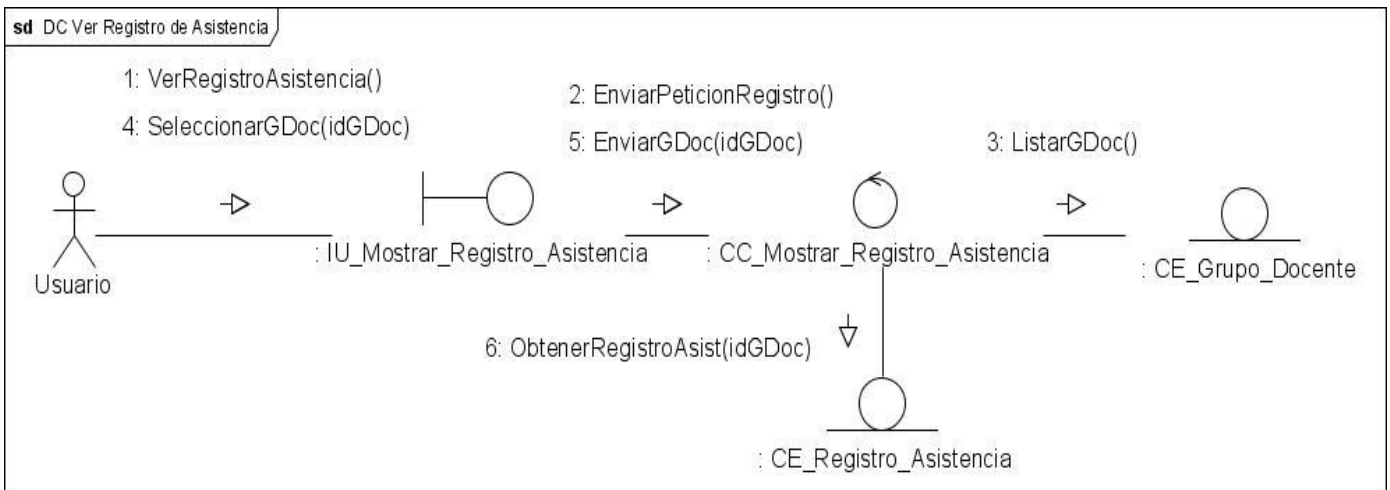 sd DC Ver Registro de Asistencia
1: VerRegistroAsistencia()
4: SeleccionarGDoc(idGDoc)
2: EnviarPeticionRegistro()
5: EnviarGDoc(idGDoc)
3: ListarGDoc()
Usuario
: IU_Mostrar_Registro_Asistencia
: CC_Mostrar_Registro_Asistencia
: CE_Grupo_Docente
6: ObtenerRegistroAsist(idGDoc)
: CE_Registro_Asistencia